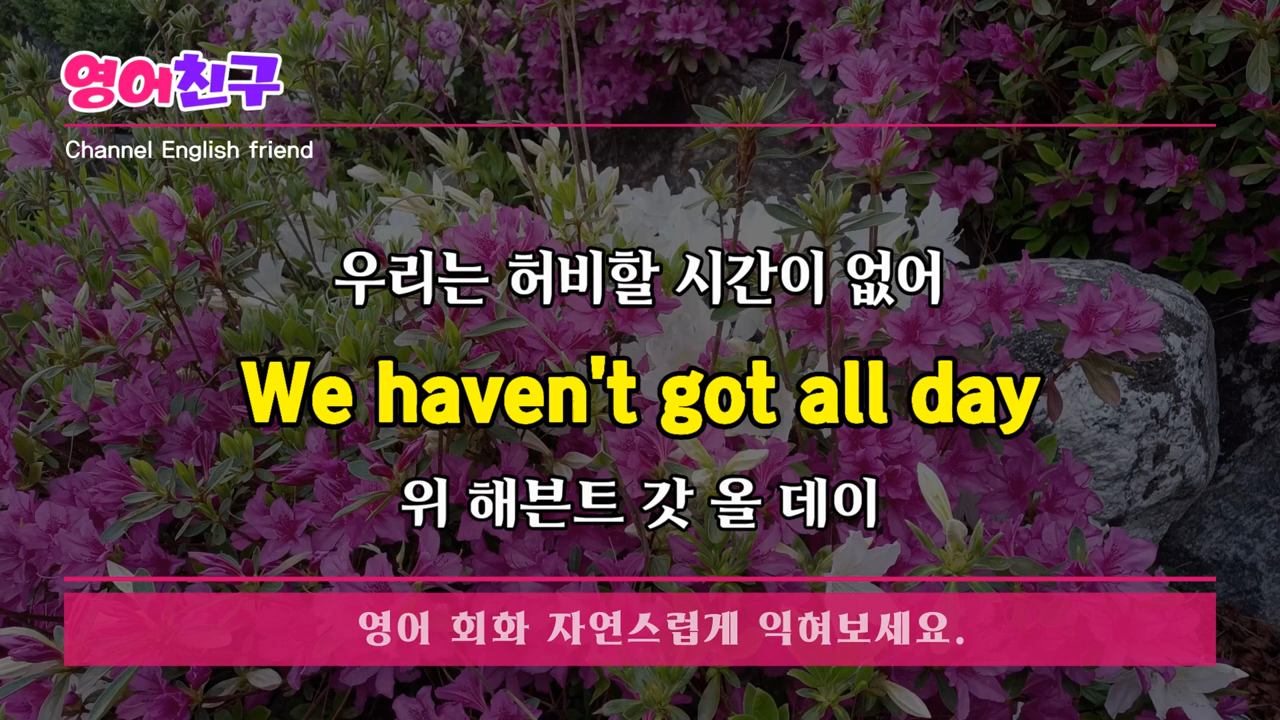 영어친구
Channel English friend
우리는 허비할 시간이 없어
We haven't got all day
위 해븐트 갓 올 데이
영어 회화 자연스럽게 익혀보세요.